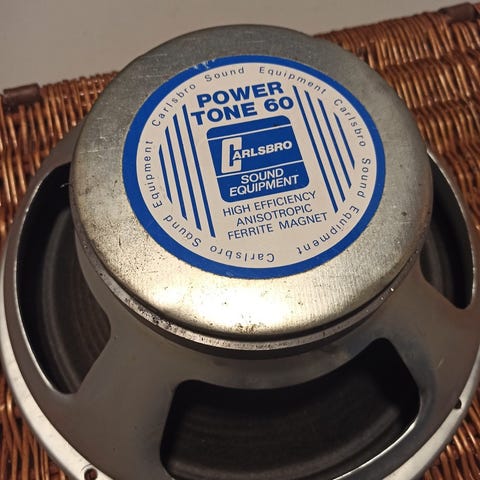 Carlsbro Sound Equipment Carlsbro Sound Equipment Carlsbro Sound Equipment
POWER
TONE 60
CARLSBRO
SOUND
EQUIPMENT
HIGH EFFICIENCY
ANISOTROPIC
FERRITE MAGNET